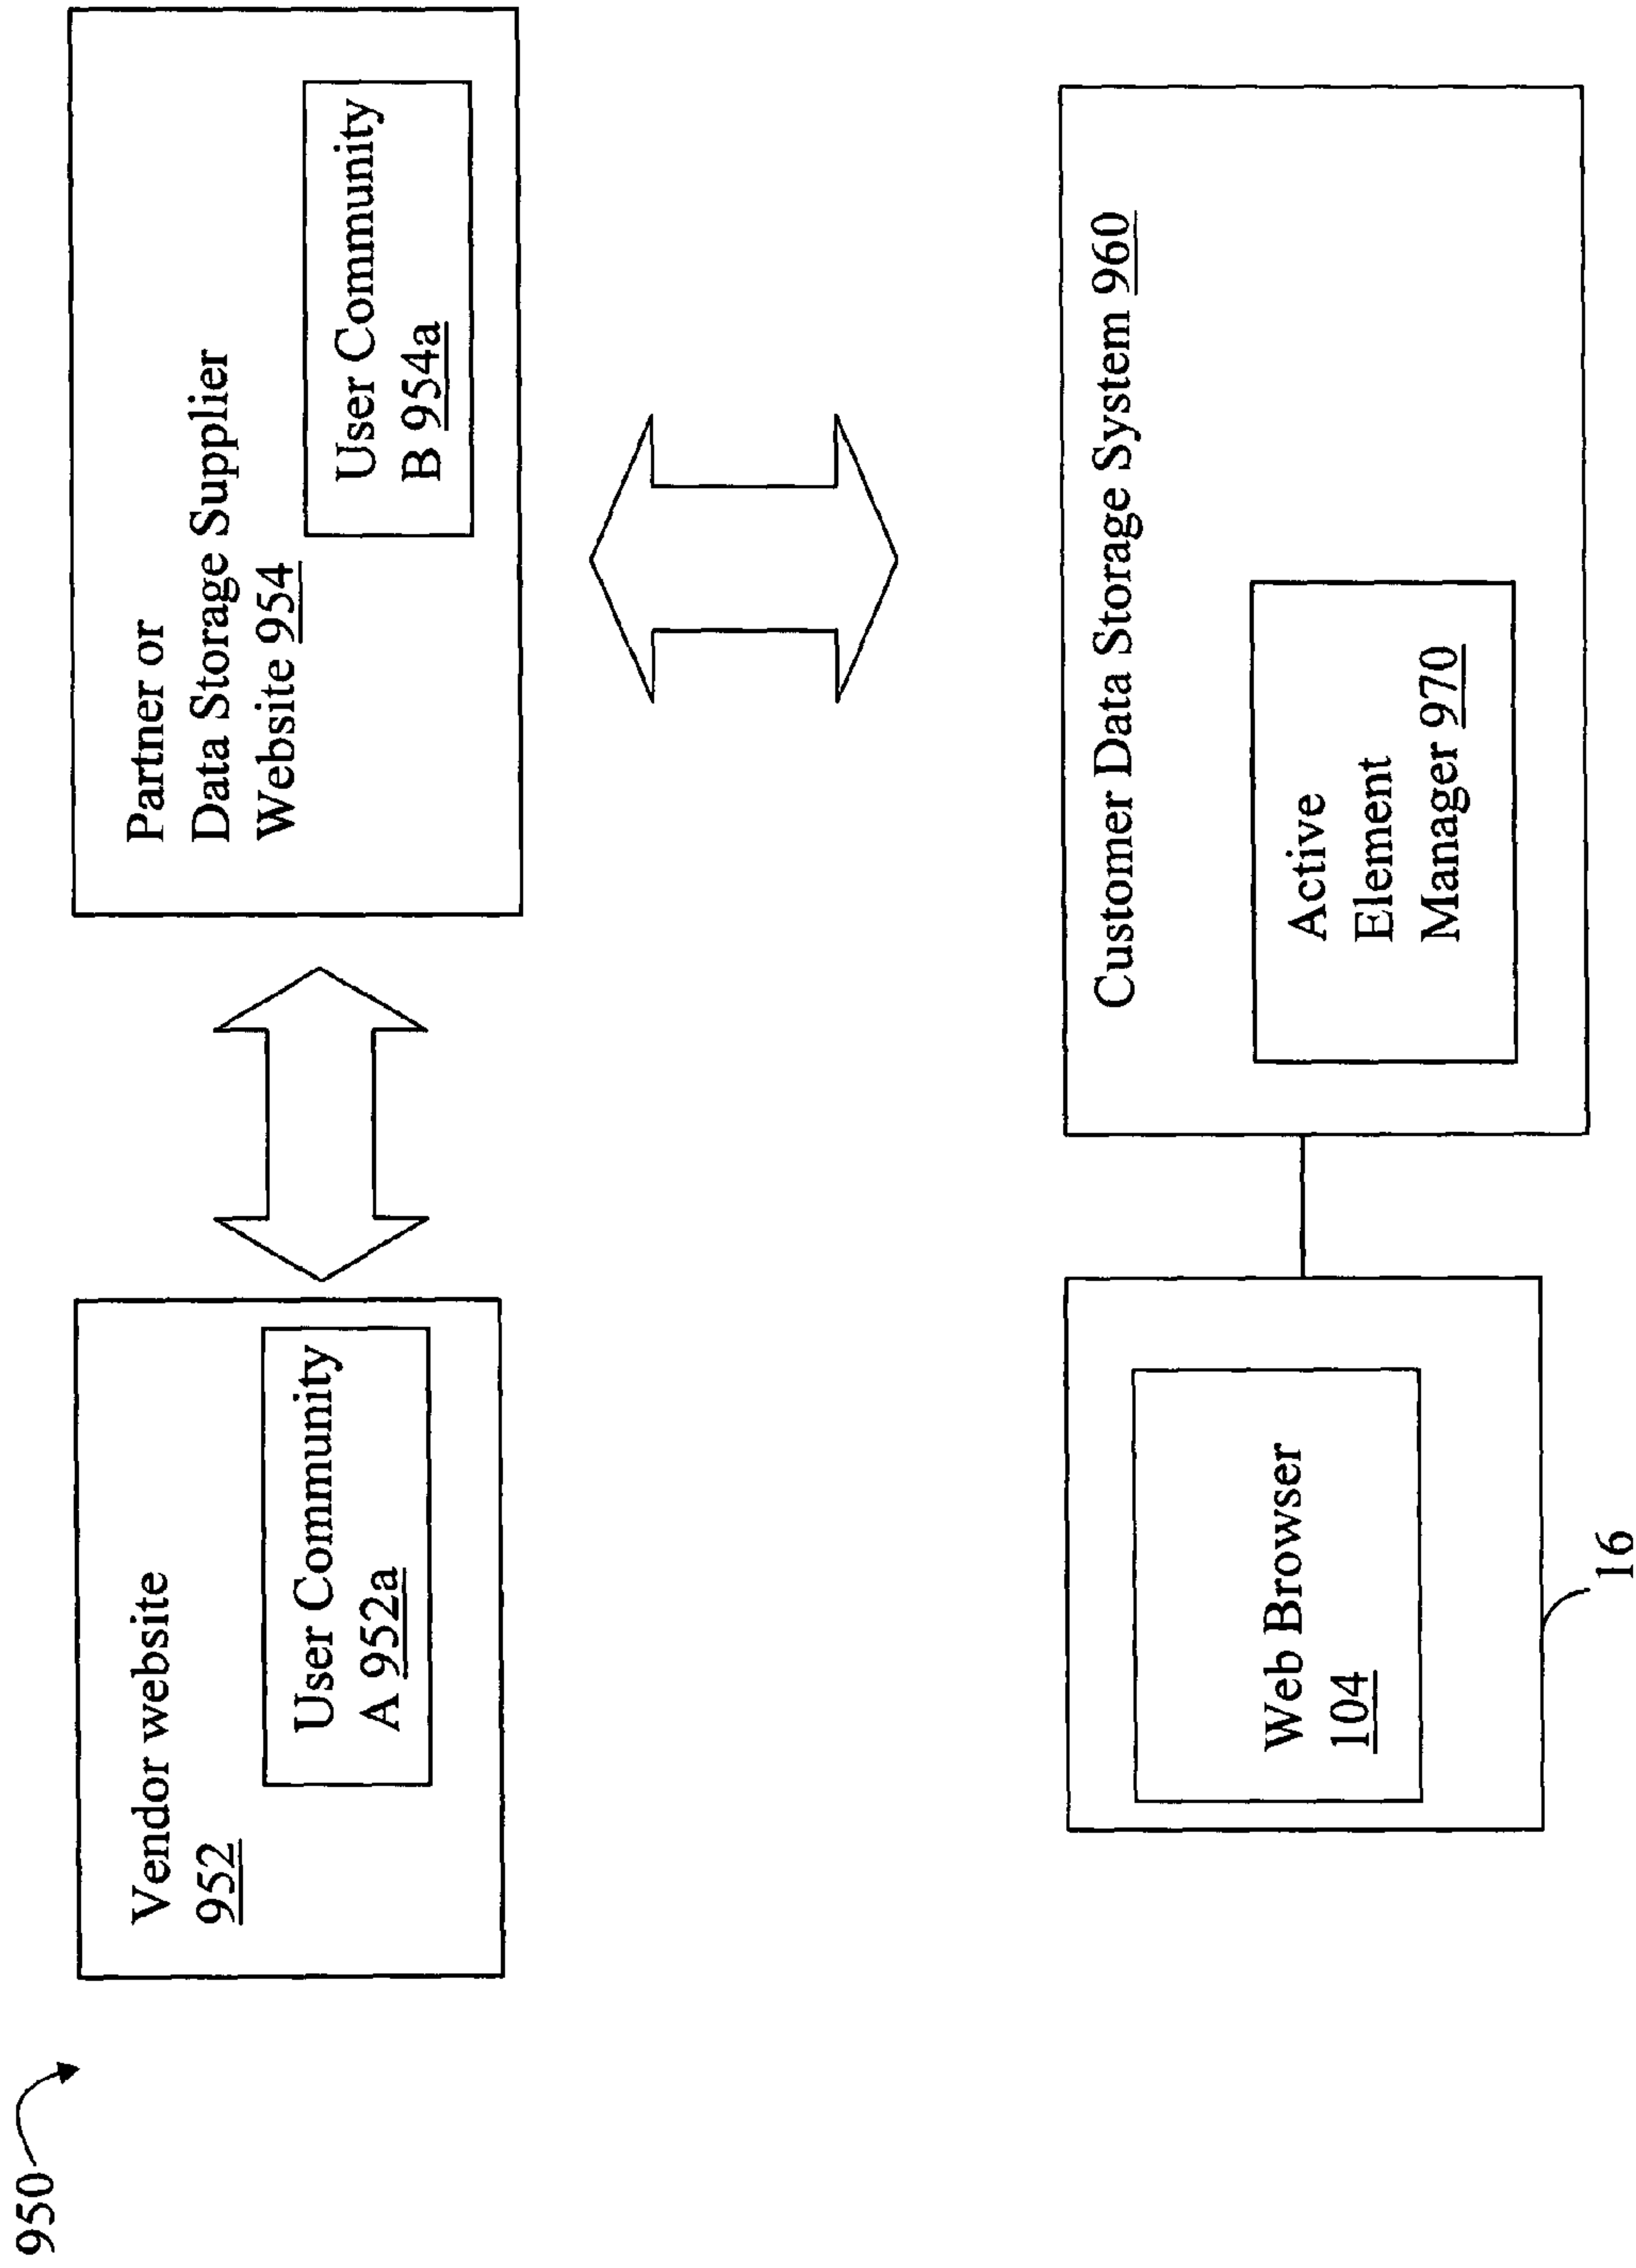 950
Vendor website
952
User Community
A 952a
Partner or
Data Storage Supplier
Website 954
User Community
B 954a
Web Browser
104
16
Customer Data Storage System 960
Active
Element
Manager 970